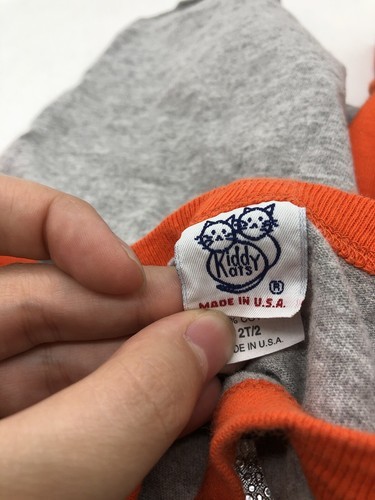 Kiddy
Kats
®
MADE IN U.S.A.
2T/2
DE IN U.S.A.